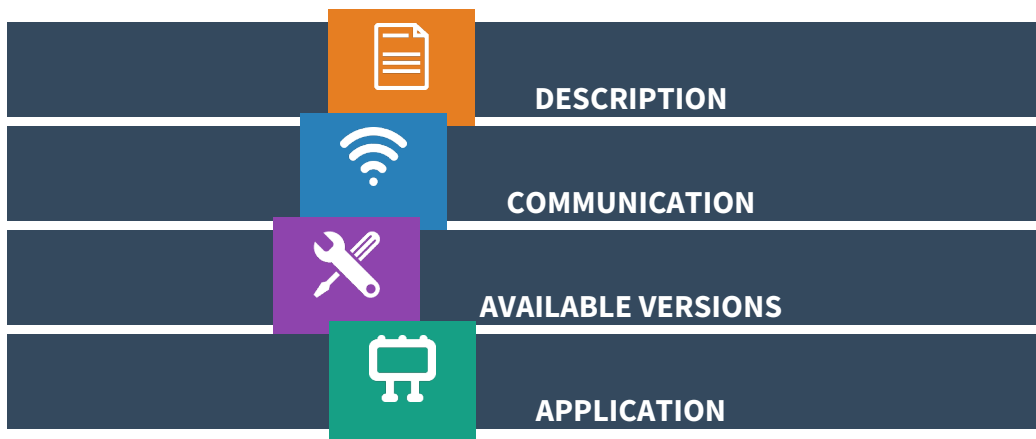 DESCRIPTION
COMMUNICATION
AVAILABLE VERSIONS
APPLICATION